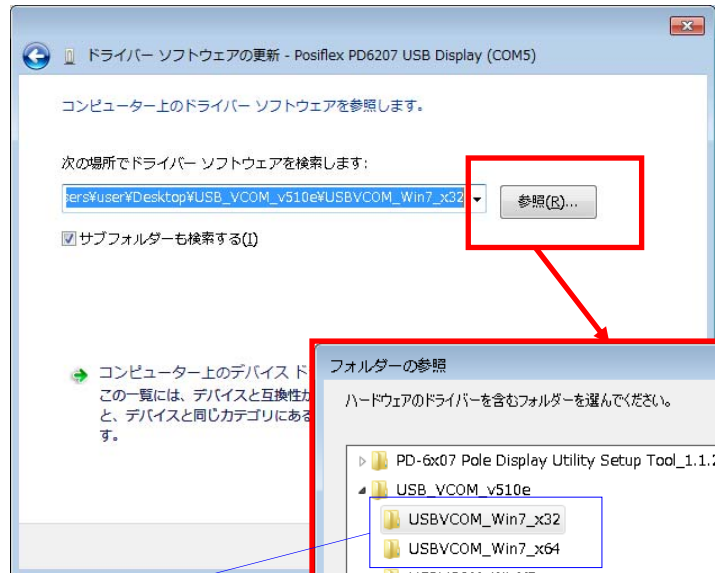 ドライバー ソフトウェアの更新 - Posiflex PD6207 USB Display (COM5)
コンピューター上のドライバー ソフトウェアを参照します。
次の場所でドライバー ソフトウェアを検索します:
sers¥user¥Desktop¥USB_VCOM_v510e¥USBVCOM_Win7_x32
参照(R)...
サブフォルダーも検索する(I)
コンピューター上のデバイス ド
この一覧には、デバイスと互換性が
と、デバイスと同じカテゴリにある
す。
フォルダーの参照
ハードウェアのドライバーを含むフォルダーを選んでください。
PD-6x07 Pole Display Utility Setup Tool_1.1.2
USB_VCOM_v510e
USBVCOM_Win7_x32
USBVCOM_Win7_x64